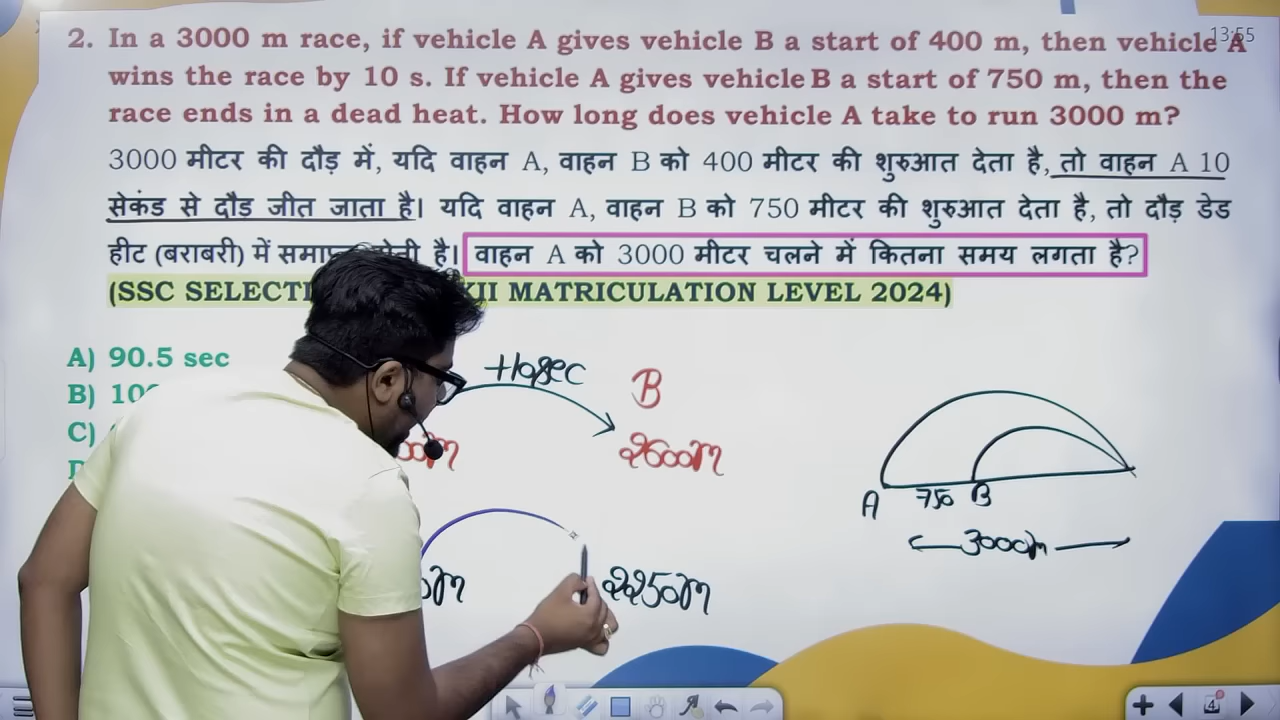 13:55
2. In a 3000 m race, if vehicle A gives vehicle B a start of 400 m, then vehicle A
wins the race by 10 s. If vehicle A gives vehicle B a start of 750 m, then the
race ends in a dead heat. How long does vehicle A take to run 3000 m?
3000 मीटर की दौड़ में, यदि वाहन A, वाहन B को 400 मीटर की शुरुआत देता है, तो वाहन A 10
सेकंड से दौड़ जीत जाता है। यदि वाहन A, वाहन B को 750 मीटर की शुरुआत देता है, तो दौड़ डेड
हीट (बराबरी) में है। वाहन A को 3000 मीटर चलने में कितना समय लगता है?
(SSC MATRICULATION LEVEL 2024)
A) 90.5 sec
B)
C)
+10sec
B
2600m
A 750 B
3000m
2250m
4